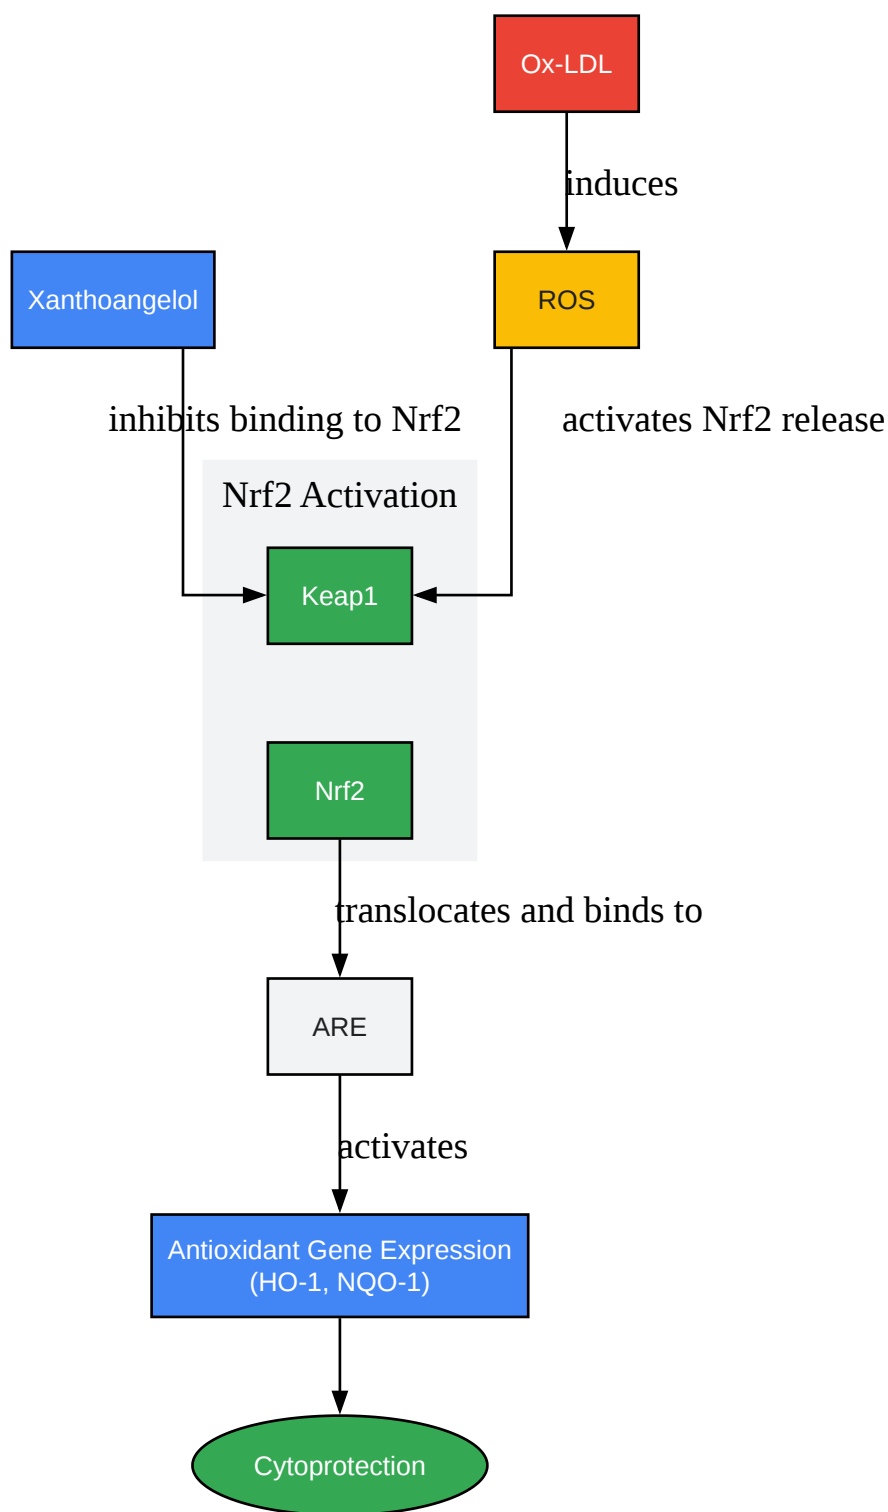 Ox-LDL
induces
Xanthoangelol
ROS
inhibits binding to Nrf2
activates Nrf2 release
Nrf2 Activation
Keap1
Nrf2
translocates and binds to
ARE
activates
Antioxidant Gene Expression
(HO-1, NQO-1)
Cytoprotection